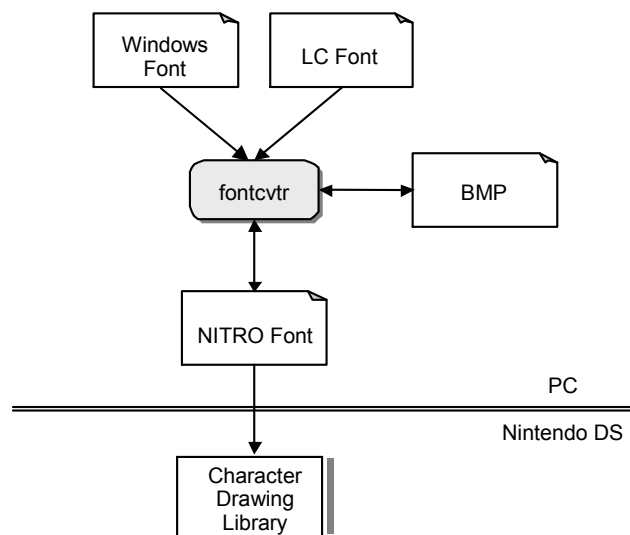 Windows
Font
LC Font
fontcvtr
BMP
NITRO Font
PC
Nintendo DS
Character
Drawing
Library